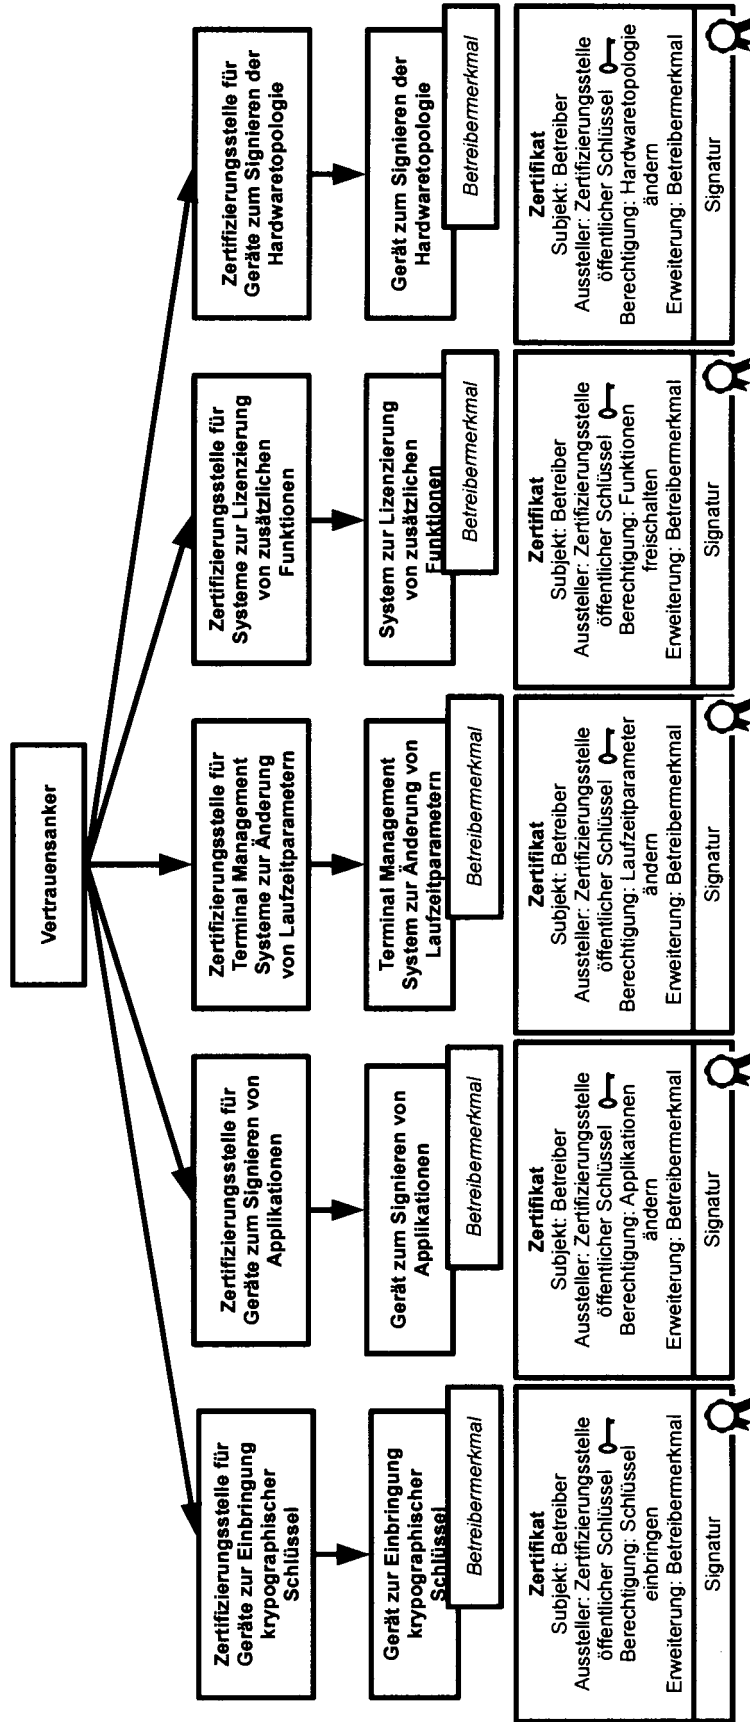 Vertrauensanker
Zertifizierungsstelle für
Geräte zur Einbringung
krypographischer
Schlüssel
Zertifizierungsstelle für
Geräte zum Signieren von
Applikationen
Zertifizierungsstelle für
Terminal Management
Systeme zur Änderung
von Laufzeitparametern
Zertifizierungsstelle für
Systeme zur Lizenzierung
von zusätzlichen
Funktionen
Zertifizierungsstelle für
Geräte zum Signieren der
Hardwaretopologie
Gerät zur Einbringung
krypographischer
Schlüssel
Betreibermerkmal
Gerät zum Signieren von
Applikationen
Betreibermerkmal
Terminal Management
System zur Änderung von
Laufzeitparametern
Betreibermerkmal
System zur Lizenzierung
von zusätzlichen
Funktionen
Betreibermerkmal
Gerät zum Signieren der
Hardwaretopologie
Betreibermerkmal
Zertifikat
Subjekt: Betreiber
Aussteller: Zertifizierungsstelle
öffentlicher Schlüssel
Berechtigung: Schlüssel
einbringen
Erweiterung: Betreibermerkmal
Signatur
Zertifikat
Subjekt: Betreiber
Aussteller: Zertifizierungsstelle
öffentlicher Schlüssel
Berechtigung: Applikationen
ändern
Erweiterung: Betreibermerkmal
Signatur
Zertifikat
Subjekt: Betreiber
Aussteller: Zertifizierungsstelle
öffentlicher Schlüssel
Berechtigung: Laufzeitparameter
ändern
Erweiterung: Betreibermerkmal
Signatur
Zertifikat
Subjekt: Betreiber
Aussteller: Zertifizierungsstelle
öffentlicher Schlüssel
Berechtigung: Funktionen
freischalten
Erweiterung: Betreibermerkmal
Signatur
Zertifikat
Subjekt: Betreiber
Aussteller: Zertifizierungsstelle
öffentlicher Schlüssel
Berechtigung: Hardwaretopologie
ändern
Erweiterung: Betreibermerkmal
Signatur